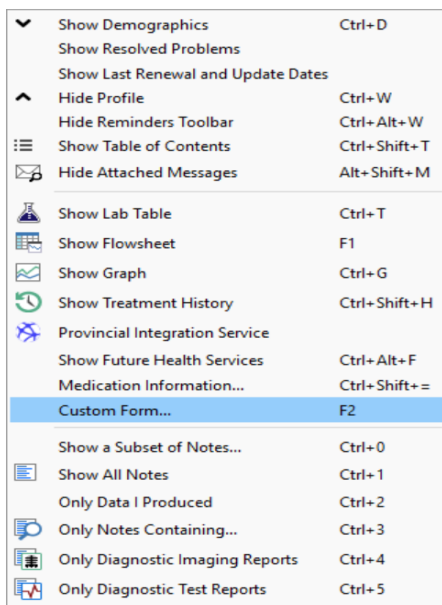 Show Demographics Ctrl+D
Show Resolved Problems
Show Last Renewal and Update Dates
Hide Profile Ctrl+W
Hide Reminders Toolbar Ctrl+Alt+W
Show Table of Contents Ctrl+Shift+T
Hide Attached Messages Alt+Shift+M
Show Lab Table Ctrl+T
Show Flowsheet F1
Show Graph Ctrl+G
Show Treatment History Ctrl+Shift+H
Provincial Integration Service
Show Future Health Services Ctrl+Alt+F
Medication Information... Ctrl+Shift+=
Custom Form... F2
Show a Subset of Notes... Ctrl+0
Show All Notes Ctrl+1
Only Data I Produced Ctrl+2
Only Notes Containing... Ctrl+3
Only Diagnostic Imaging Reports Ctrl+4
Only Diagnostic Test Reports Ctrl+5